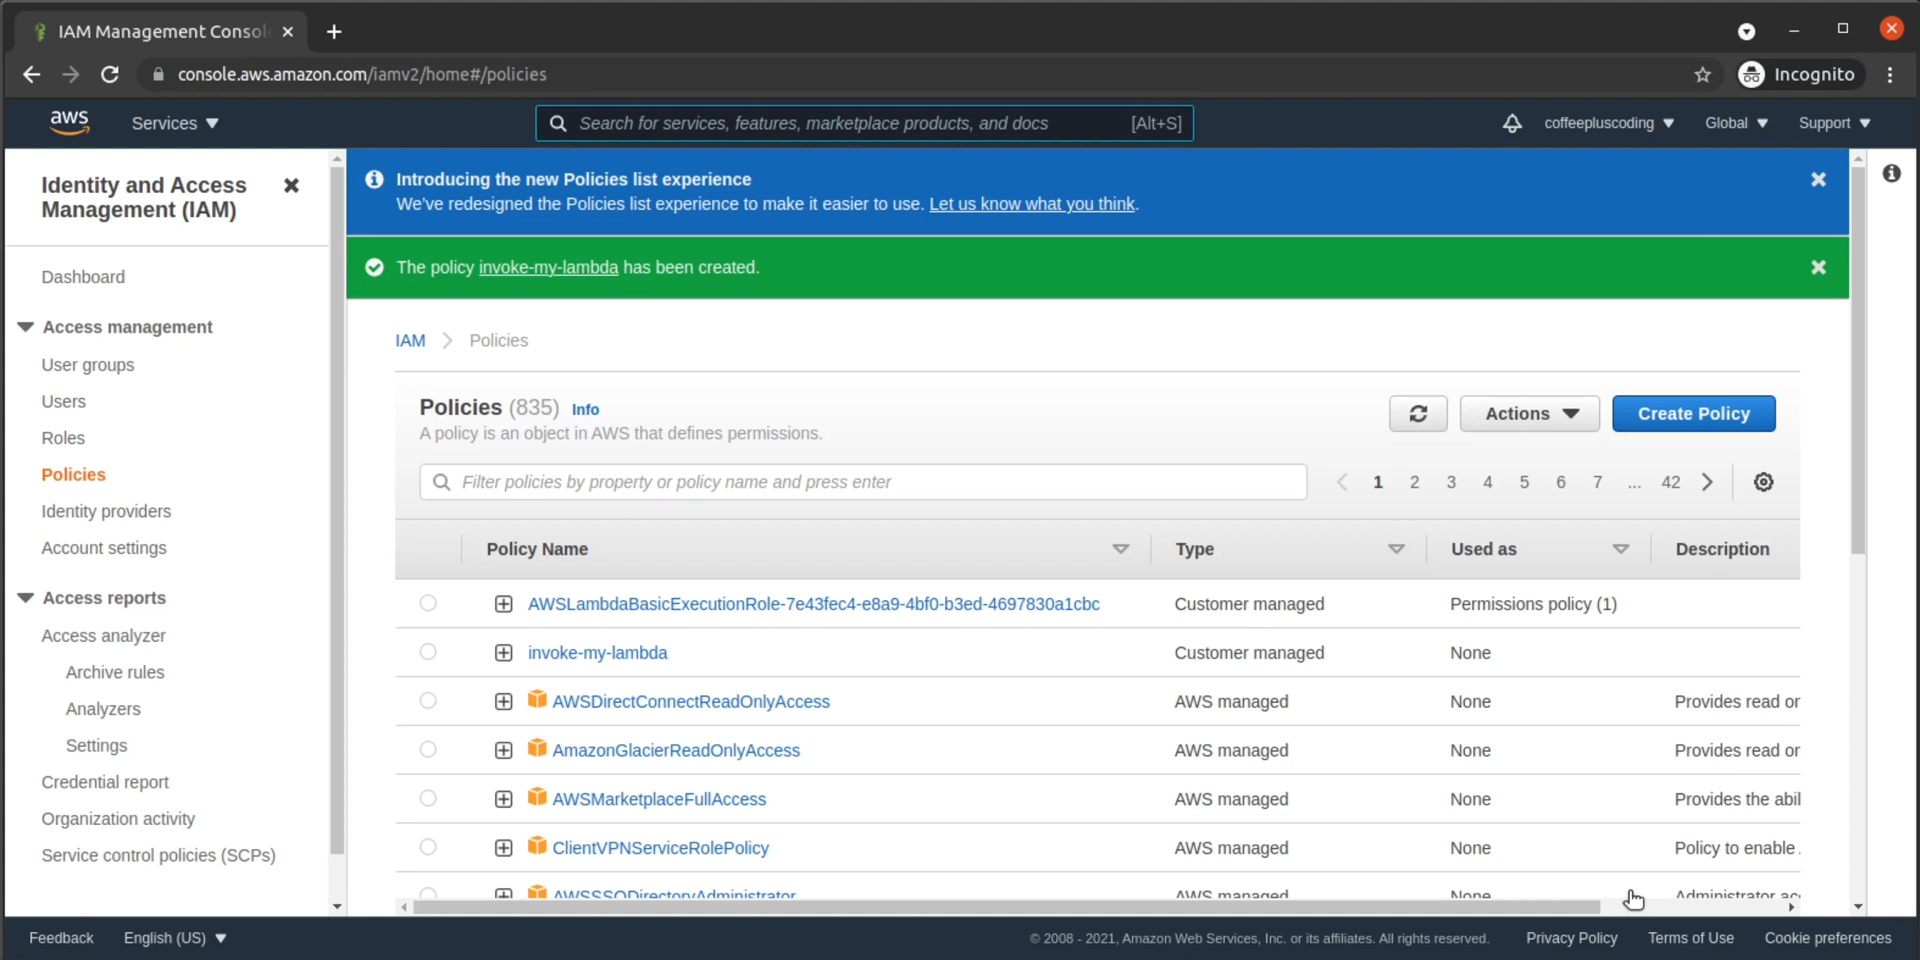 IAM Management Consol
console.aws.amazon.com/iamv2/home#/policies
Incognito
aws
Services
Search for services, features, marketplace products, and docs
[Alt+S]
coffeepluscoding
Global
Support
Identity and Access
Management (IAM)
Dashboard
Access management
User groups
Users
Roles
Policies
Identity providers
Account settings
Access reports
Access analyzer
Archive rules
Analyzers
Settings
Credential report
Organization activity
Service control policies (SCPs)
Introducing the new Policies list experience
We've redesigned the Policies list experience to make it easier to use. Let us know what you think.
The policy invoke-my-lambda has been created.
IAM > Policies
Policies (835) Info
A policy is an object in AWS that defines permissions.
Actions
Create Policy
Filter policies by property or policy name and press enter
1 2 3 4 5 6 7 ... 42
Policy Name Type Used as Description
AWSLambdaBasicExecutionRole-7e43fec4-e8a9-4bf0-b3ed-4697830a1cbc Customer managed Permissions policy (1)
invoke-my-lambda Customer managed None
AWSDirectConnectReadOnlyAccess AWS managed None Provides read or
AmazonGlacierReadOnlyAccess AWS managed None Provides read or
AWSMarketplaceFullAccess AWS managed None Provides the abil
ClientVPNServiceRolePolicy AWS managed None Policy to enable
AWSSSODirectoryAdministrator AWS managed None Administrator acc
Feedback
English (US)
© 2008 - 2021, Amazon Web Services, Inc. or its affiliates. All rights reserved.
Privacy Policy
Terms of Use
Cookie preferences